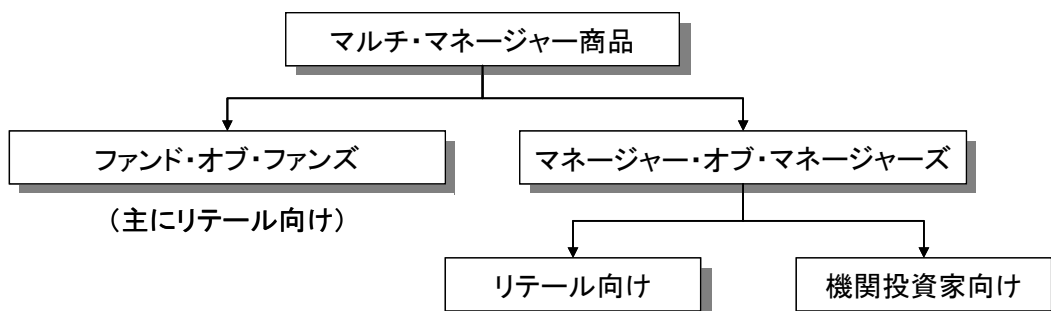 マルチ・マネージャー商品
ファンド・オブ・ファンズ
マネージャー・オブ・マネージャーズ
（主にリテール向け）
リテール向け
機関投資家向け